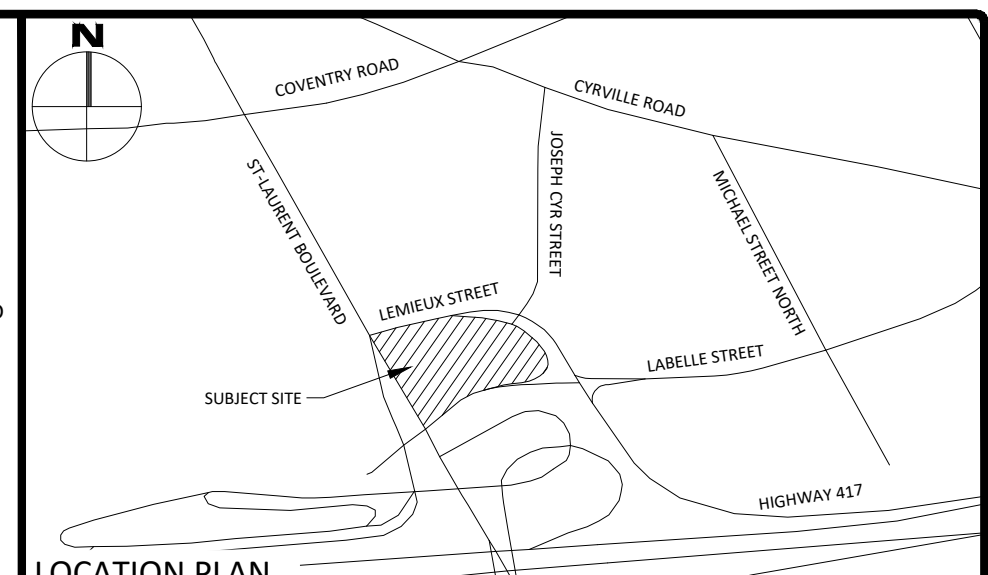 N
COVENTRY ROAD
CYRVILLE ROAD
ST-LAURENT BOULEVARD
JOSEPH CYR STREET
MICHAEL STREET NORTH
LEMIEUX STREET
LABELLE STREET
SUBJECT SITE
HIGHWAY 417
LOCATION PLAN